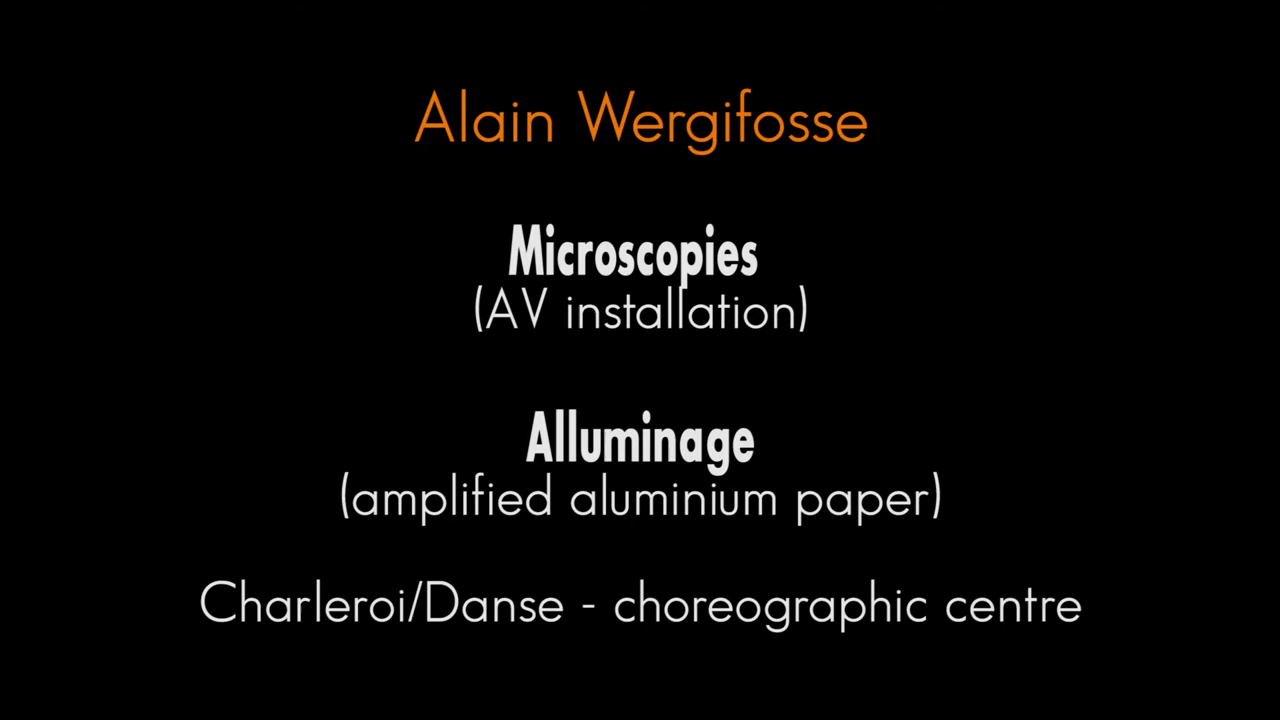 Alain Wergifosse
Microscopies
(AV installation)
Alluminage
(amplified aluminium paper)
Charleroi/Danse - choreographic centre